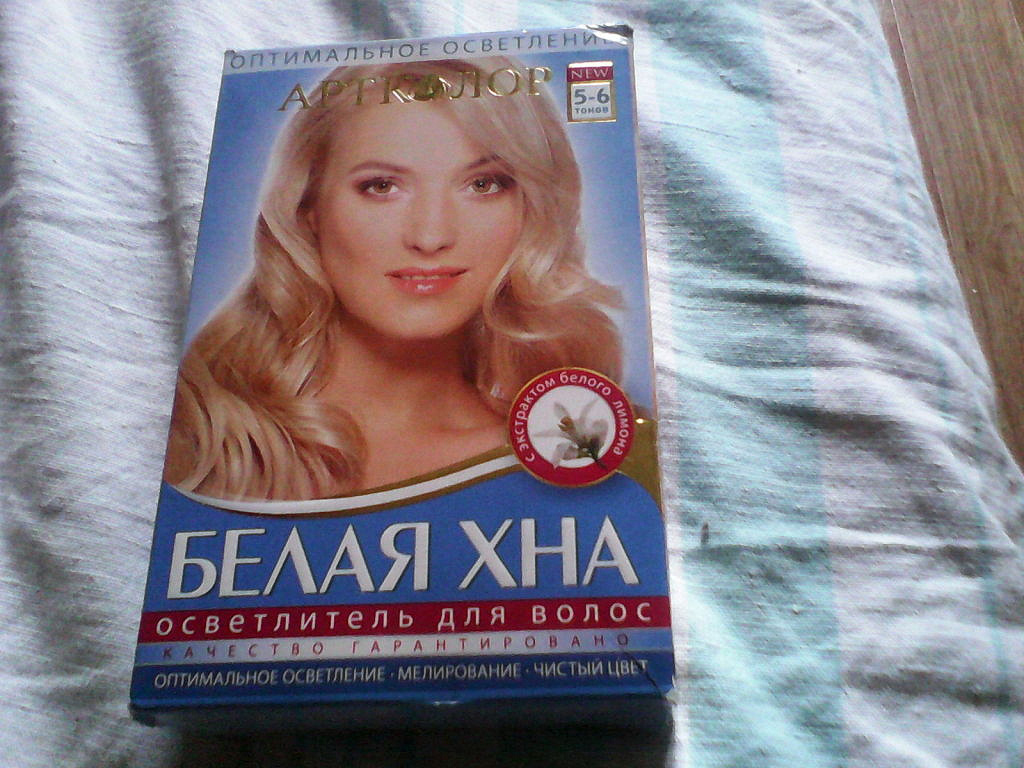 ОПТИМАЛЬНОЕ ОСВЕТЛЕНИЕ
АРТКОЛОР
NEW
5-6
ТОНОВ
с экстрактом белого лимона
БЕЛАЯ ХНА
ОСВЕТЛИТЕЛЬ ДЛЯ ВОЛОС
КАЧЕСТВО ГАРАНТИРОВАНО
ОПТИМАЛЬНОЕ ОСВЕТЛЕНИЕ · МЕЛИРОВАНИЕ · ЧИСТЫЙ ЦВЕТ